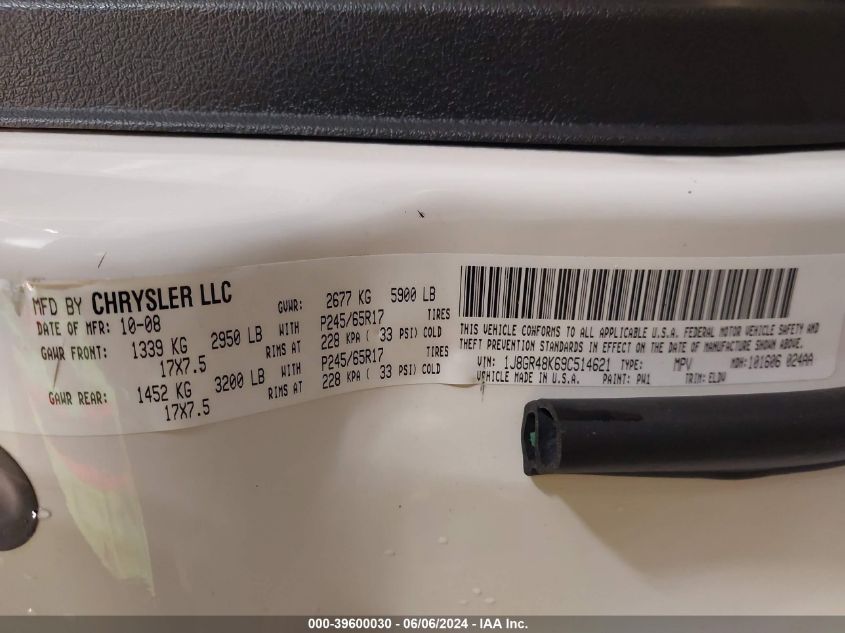 MFD BY CHRYSLER LLC
DATE OF MFR: 10-08 GVWR: 2677 KG 5900 LB
GAWR FRONT: 1339 KG 2950 LB WITH P245/65R17 TIRES
17X7.5 RIMS AT 228 KPA ( 33 PSI) COLD
GAWR REAR: 1452 KG 3200 LB WITH P245/65R17 TIRES
17X7.5 RIMS AT 228 KPA ( 33 PSI) COLD
THIS VEHICLE CONFORMS TO ALL APPLICABLE U.S.A. FEDERAL MOTOR VEHICLE SAFETY AND
THEFT PREVENTION STANDARDS IN EFFECT ON THE DATE OF MANUFACTURE SHOWN ABOVE.
VIN: 1J8GR48K69C514621 TYPE: MPV MDH: 101606 024AA
VEHICLE MADE IN U.S.A. PAINT: PW1 TRIM: ELDV
000-39600030 - 06/06/2024 - IAA Inc.